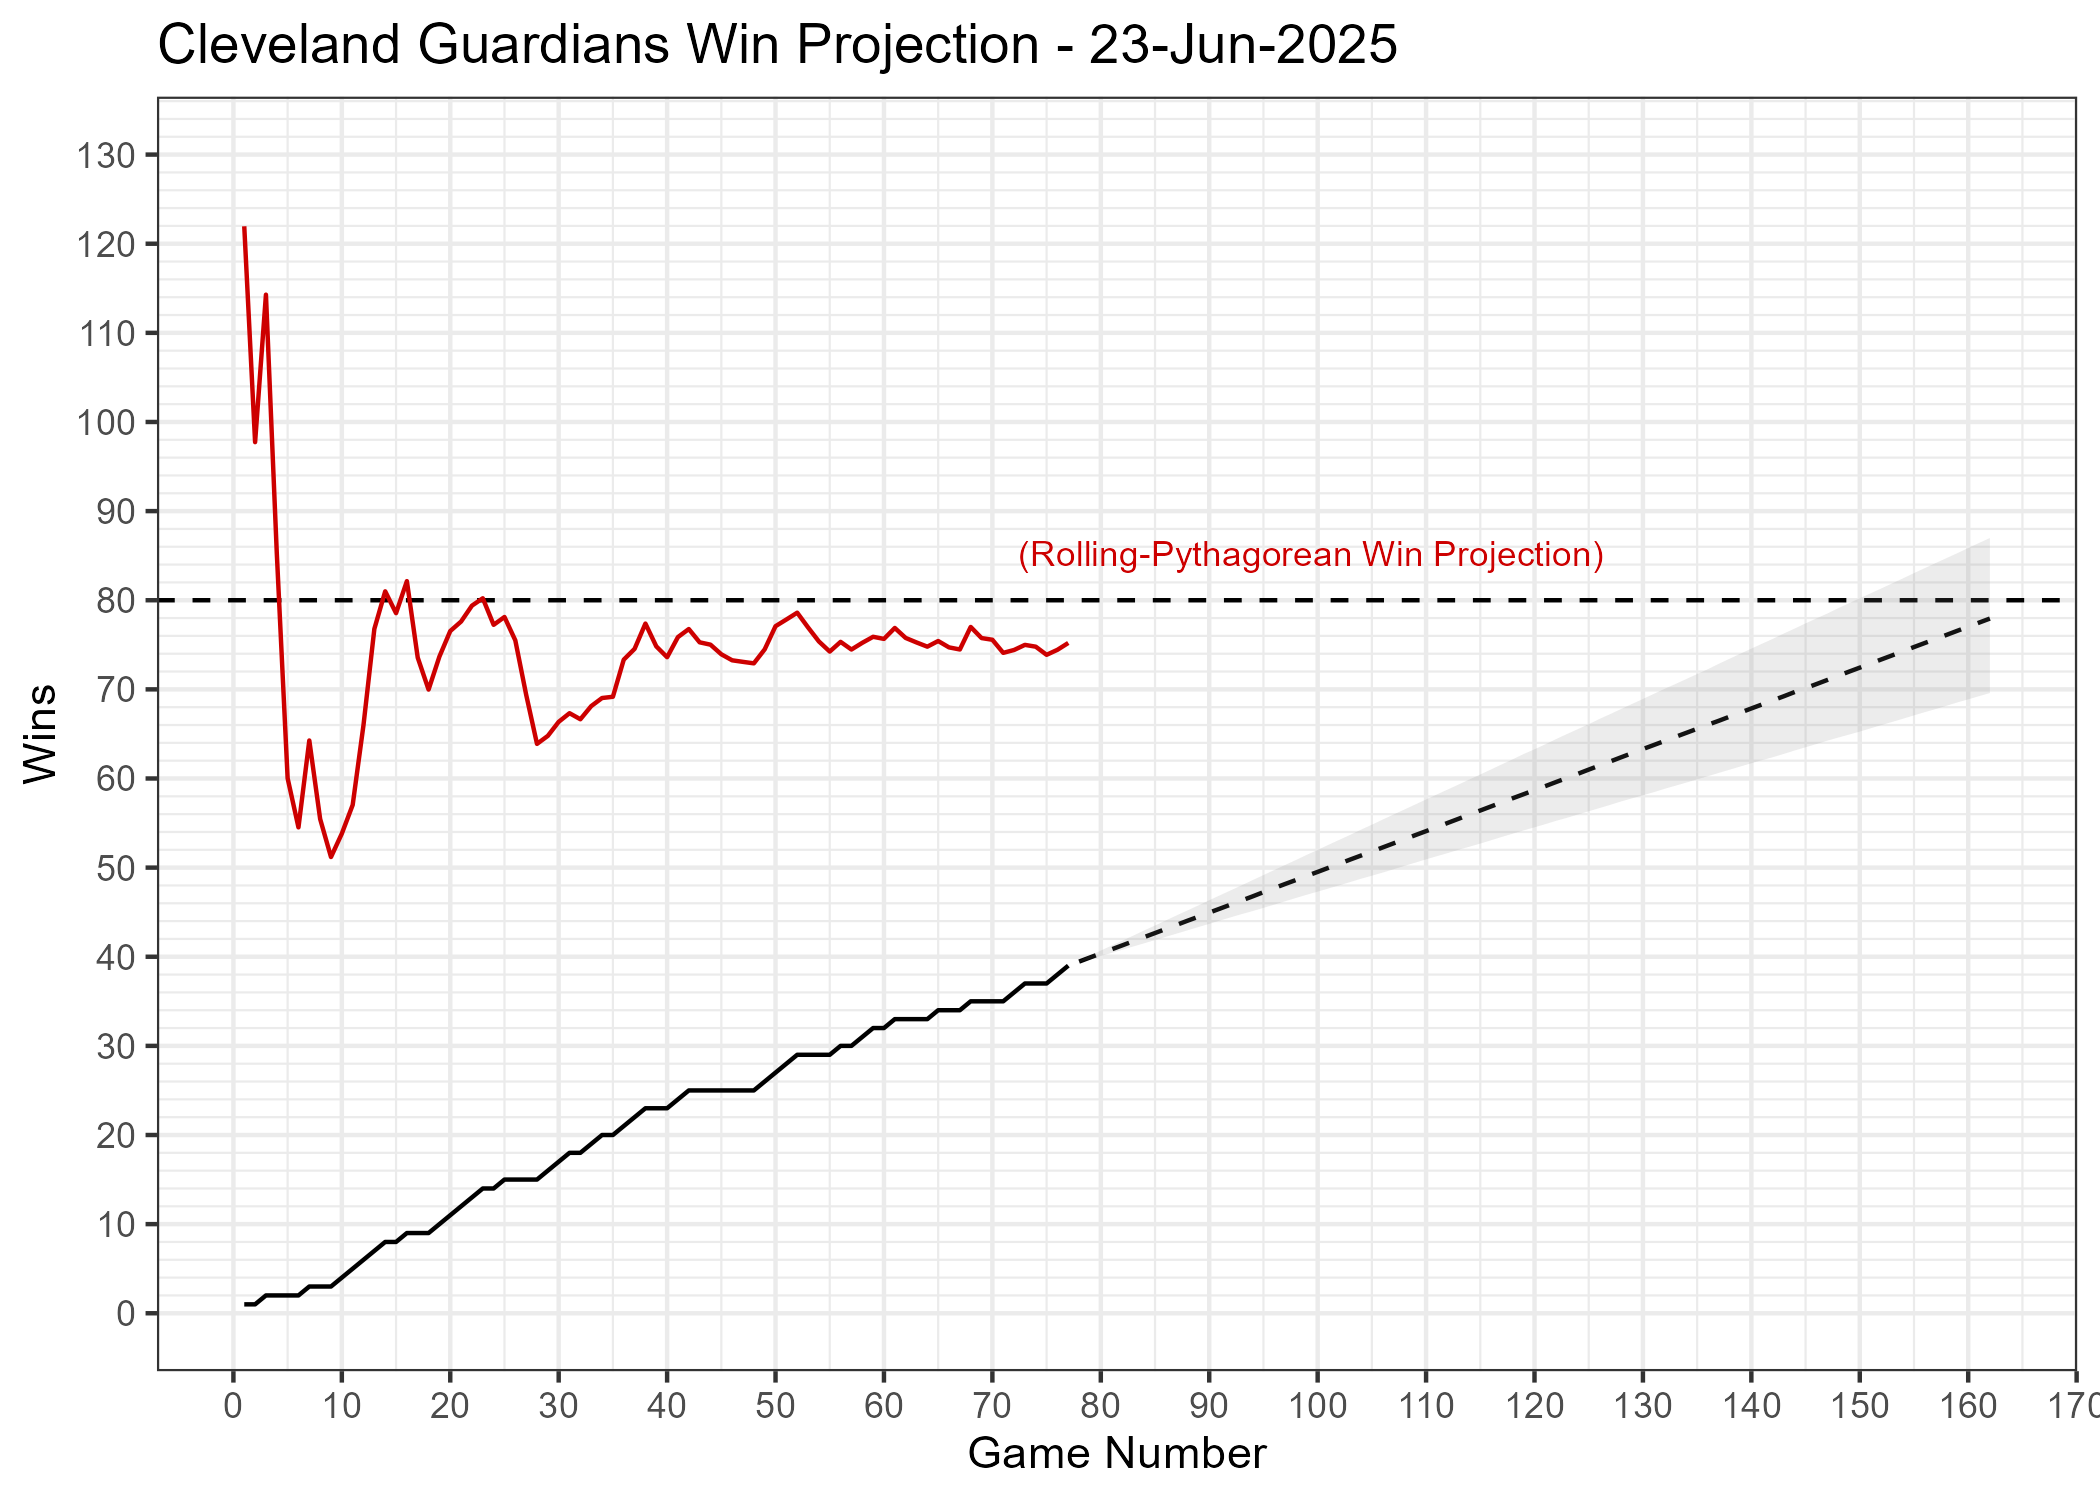 Cleveland Guardians Win Projection - 23-Jun-2025
130
120
110
100
90
(Rolling-Pythagorean Win Projection)
80
70
Wins
60
50
40
30
20
10
0
0 10 20 30 40 50 60 70 80 90 100 110 120 130 140 150 160 170
Game Number